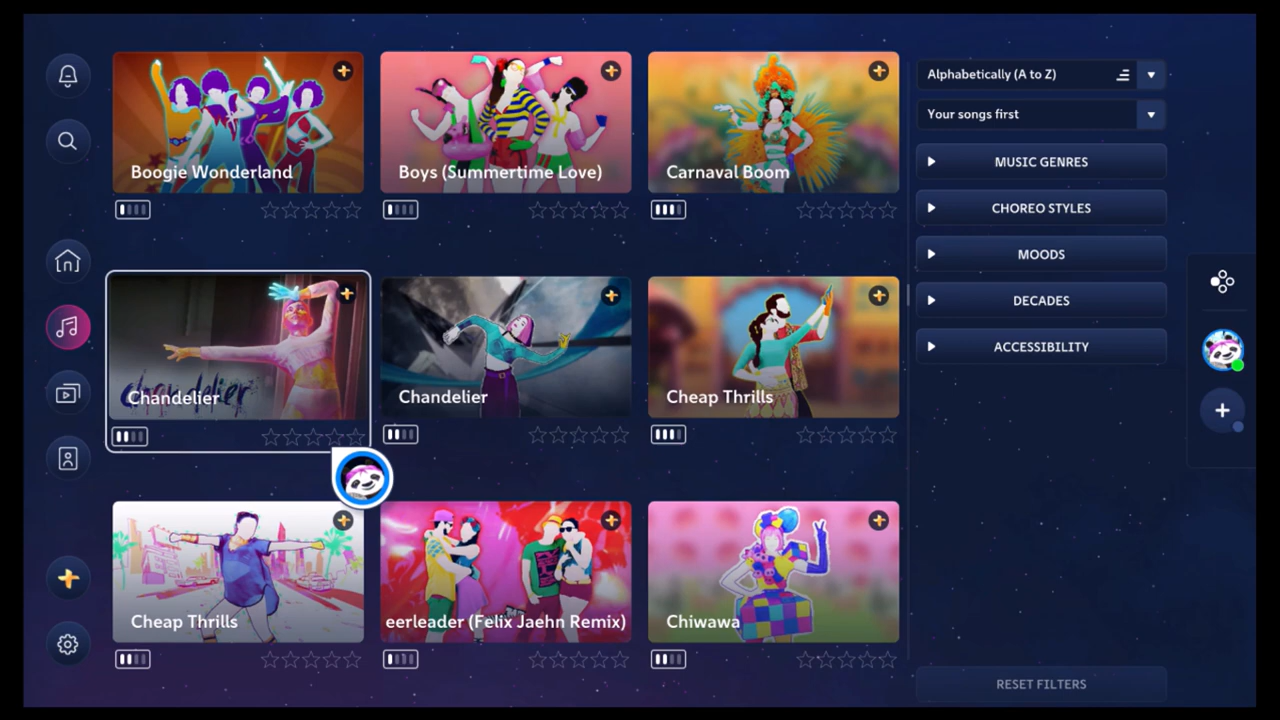 Boogie Wonderland
Boys (Summertime Love)
Carnaval Boom
chandelier
Chandelier
Chandelier
Cheap Thrills
Cheap Thrills
eerleader (Felix Jaehn Remix)
Chiwawa
Alphabetically (A to Z)
Your songs first
MUSIC GENRES
CHOREO STYLES
MOODS
DECADES
ACCESSIBILITY
RESET FILTERS